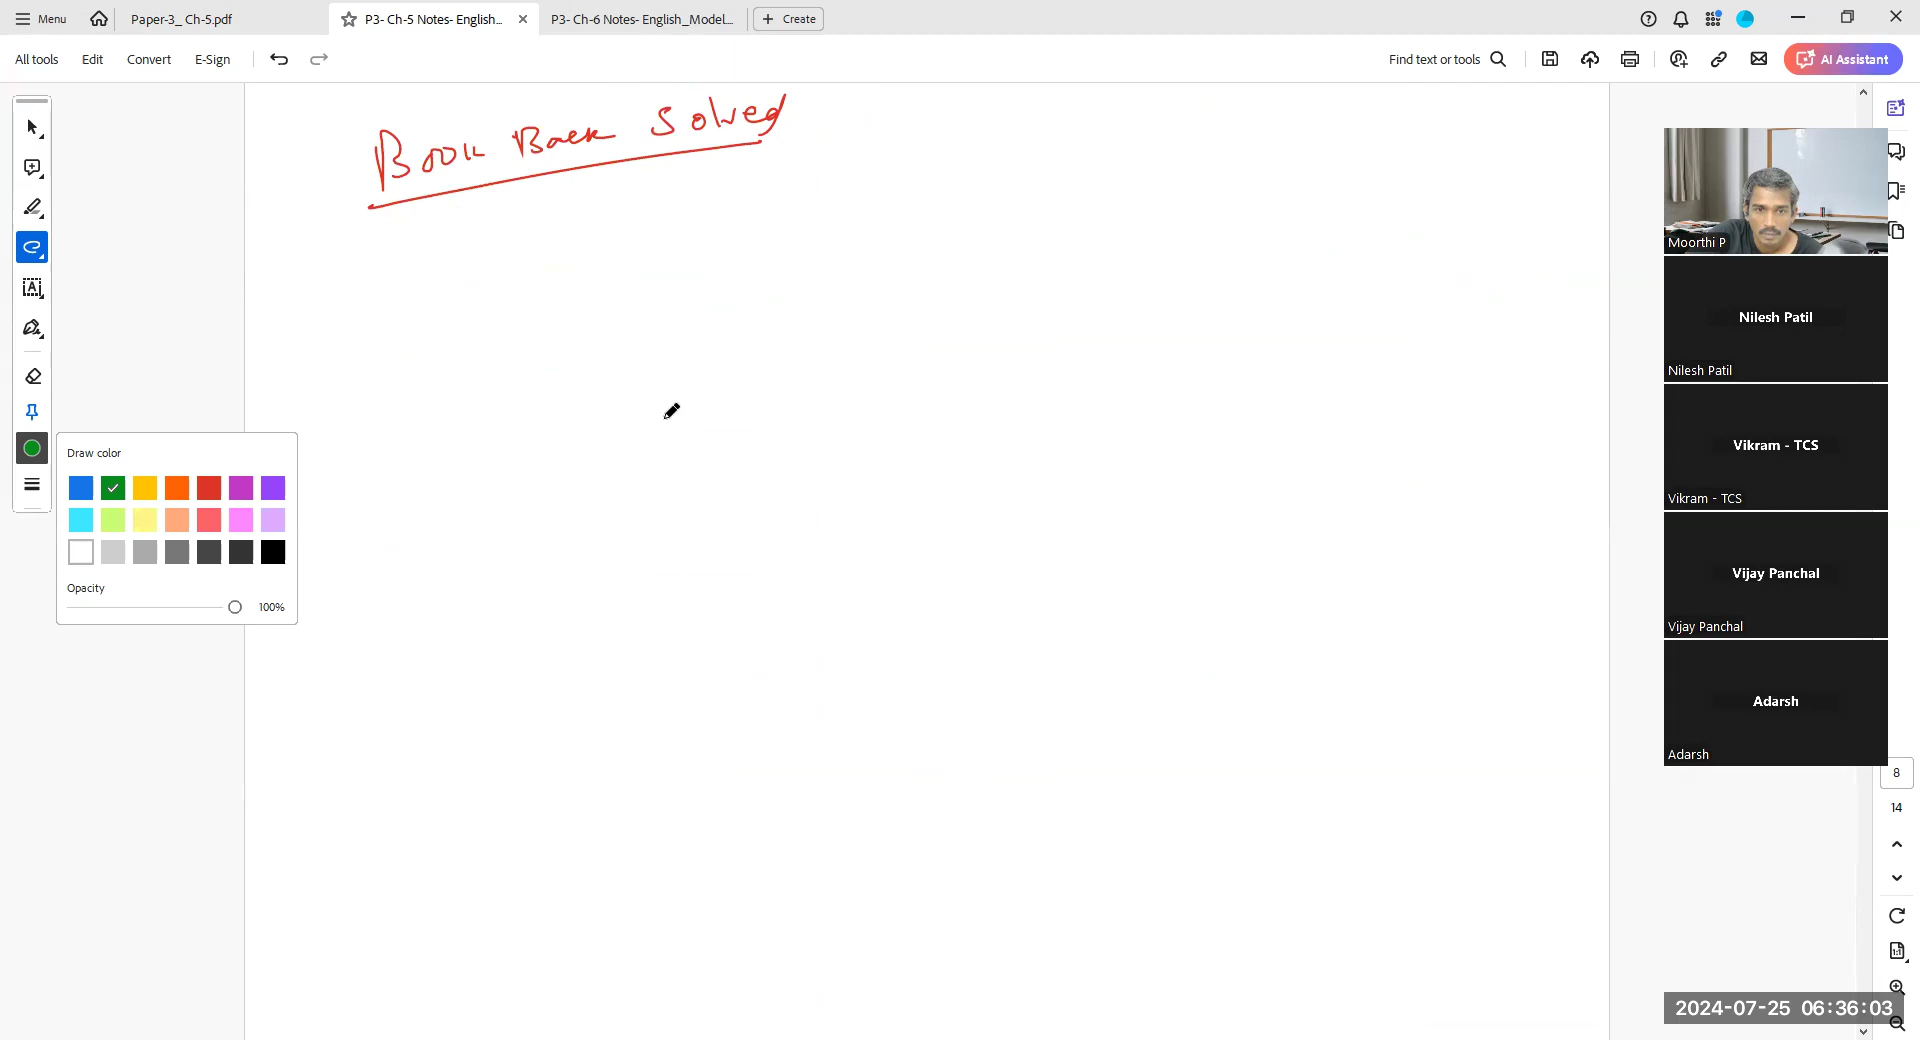 Menu
Paper-3_ Ch-5.pdf
P3- Ch-5 Notes- English...
P3- Ch-6 Notes- English_Model...
Create
All tools
Edit
Convert
E-Sign
Find text or tools
AI Assistant
Book Back Solved
Moorthi P
Nilesh Patil
Nilesh Patil
Vikram - TCS
Vikram - TCS
Vijay Panchal
Vijay Panchal
Adarsh
Adarsh
Draw color
Opacity
100%
8
14
1:1
2024-07-25 06:36:03